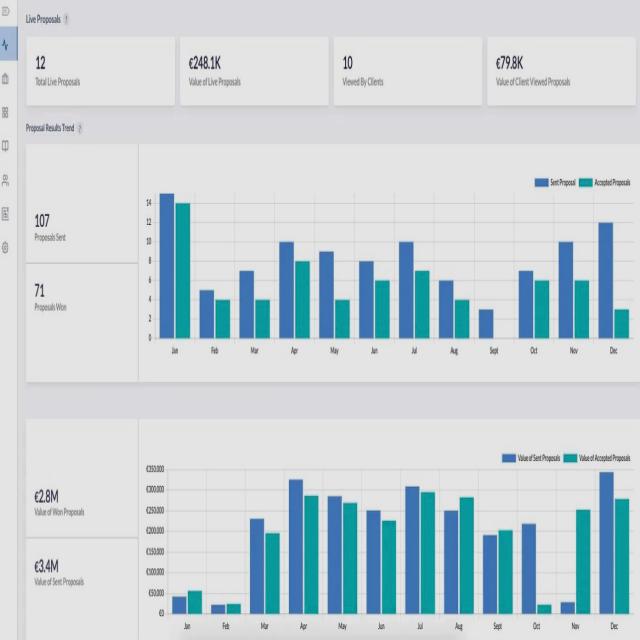 Live Proposals ?
12
Total Live Proposals
€248.1K
Value of Live Proposals
10
Viewed By Clients
€79.8K
Value of Client Viewed Proposals
Proposal Results Trend ?
107
Proposals Sent
71
Proposals Won
Sent Proposal Accepted Proposals
14
12
10
8
6
4
2
0
Jan Feb Mar Apr May Jun Jul Aug Sept Oct Nov Dec
€2.8M
Value of Won Proposals
€3.4M
Value of Sent Proposals
Value of Sent Proposals Value of Accepted Proposals
€350.000
€300.000
€250.000
€200.000
€150.000
€100.000
€50.000
€0
Jan Feb Mar Apr May Jun Jul Aug Sept Oct Nov Dec